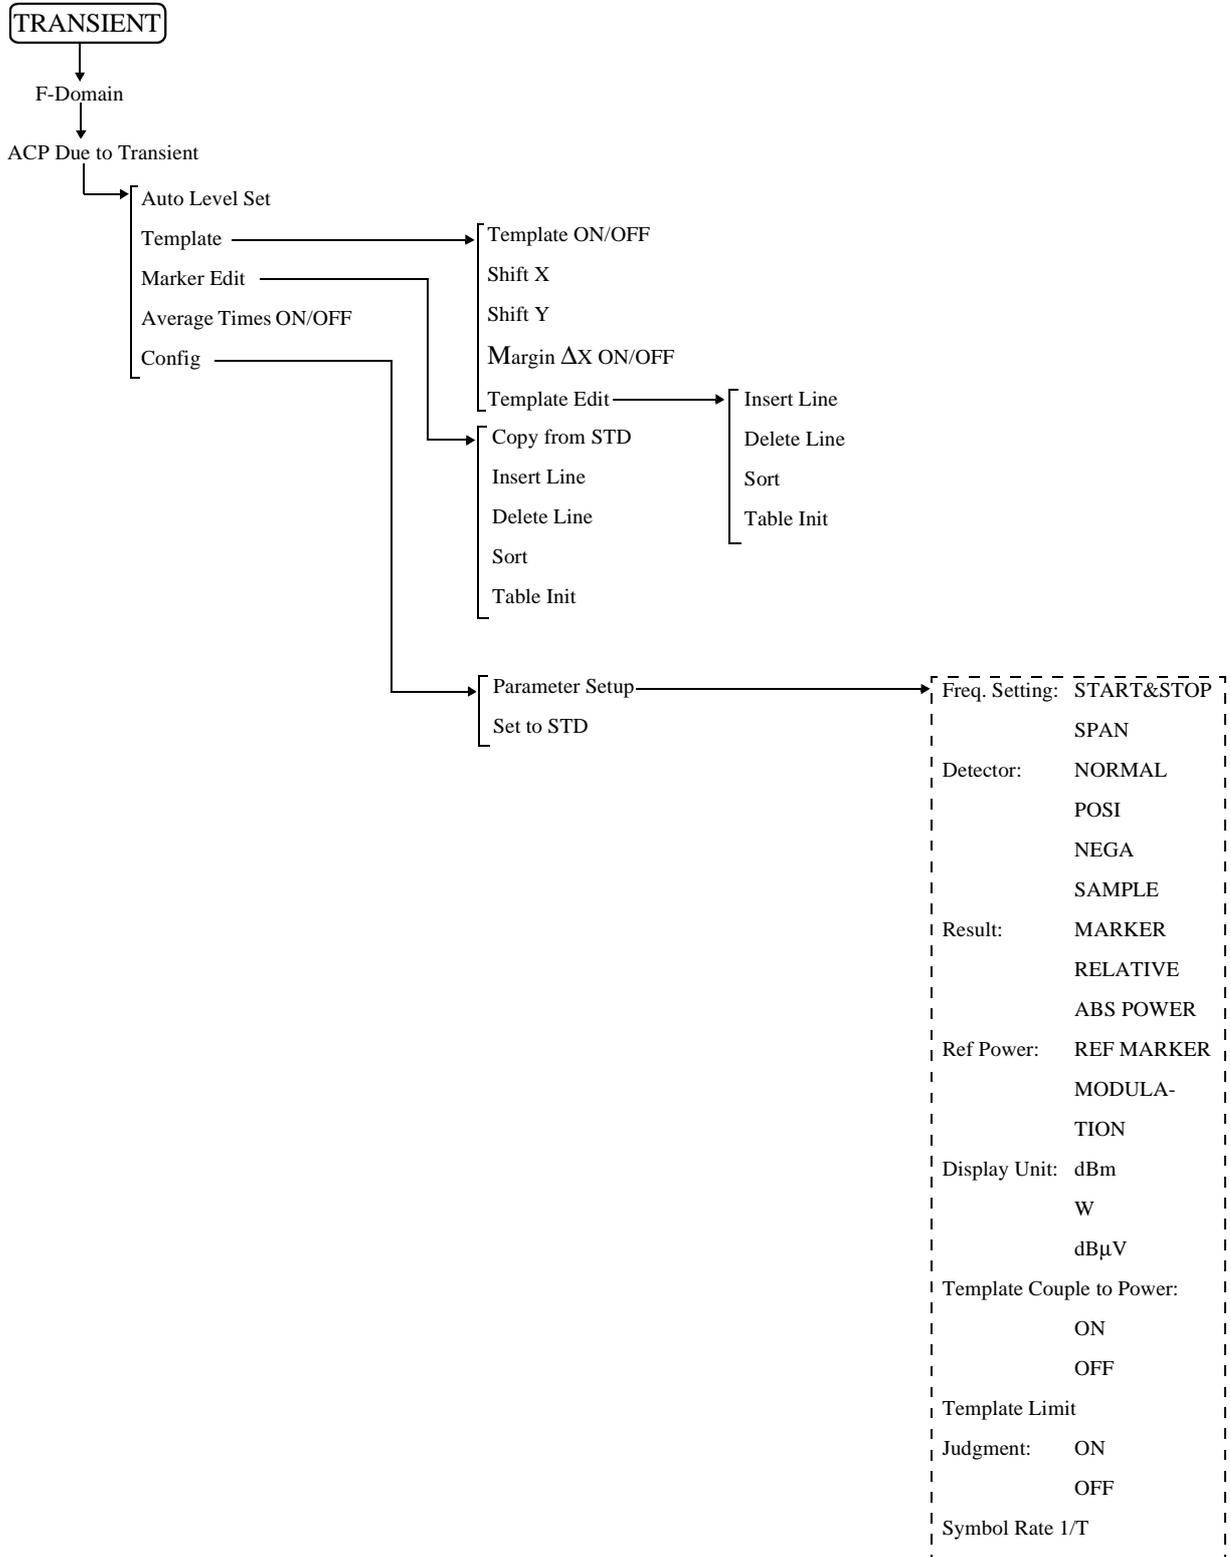 TRANSIENT
F-Domain
ACP Due to Transient
Auto Level Set
Template
Marker Edit
Average Times ON/OFF
Config
Template ON/OFF
Shift X
Shift Y
Margin ΔX ON/OFF
Template Edit
Insert Line
Delete Line
Sort
Table Init
Copy from STD
Insert Line
Delete Line
Sort
Table Init
Parameter Setup
Set to STD
Freq. Setting: START&STOP
SPAN
Detector: NORMAL
POSI
NEGA
SAMPLE
Result: MARKER
RELATIVE
ABS POWER
Ref Power: REF MARKER
MODULA-
TION
Display Unit: dBm
W
dBµV
Template Couple to Power:
ON
OFF
Template Limit
Judgment: ON
OFF
Symbol Rate 1/T